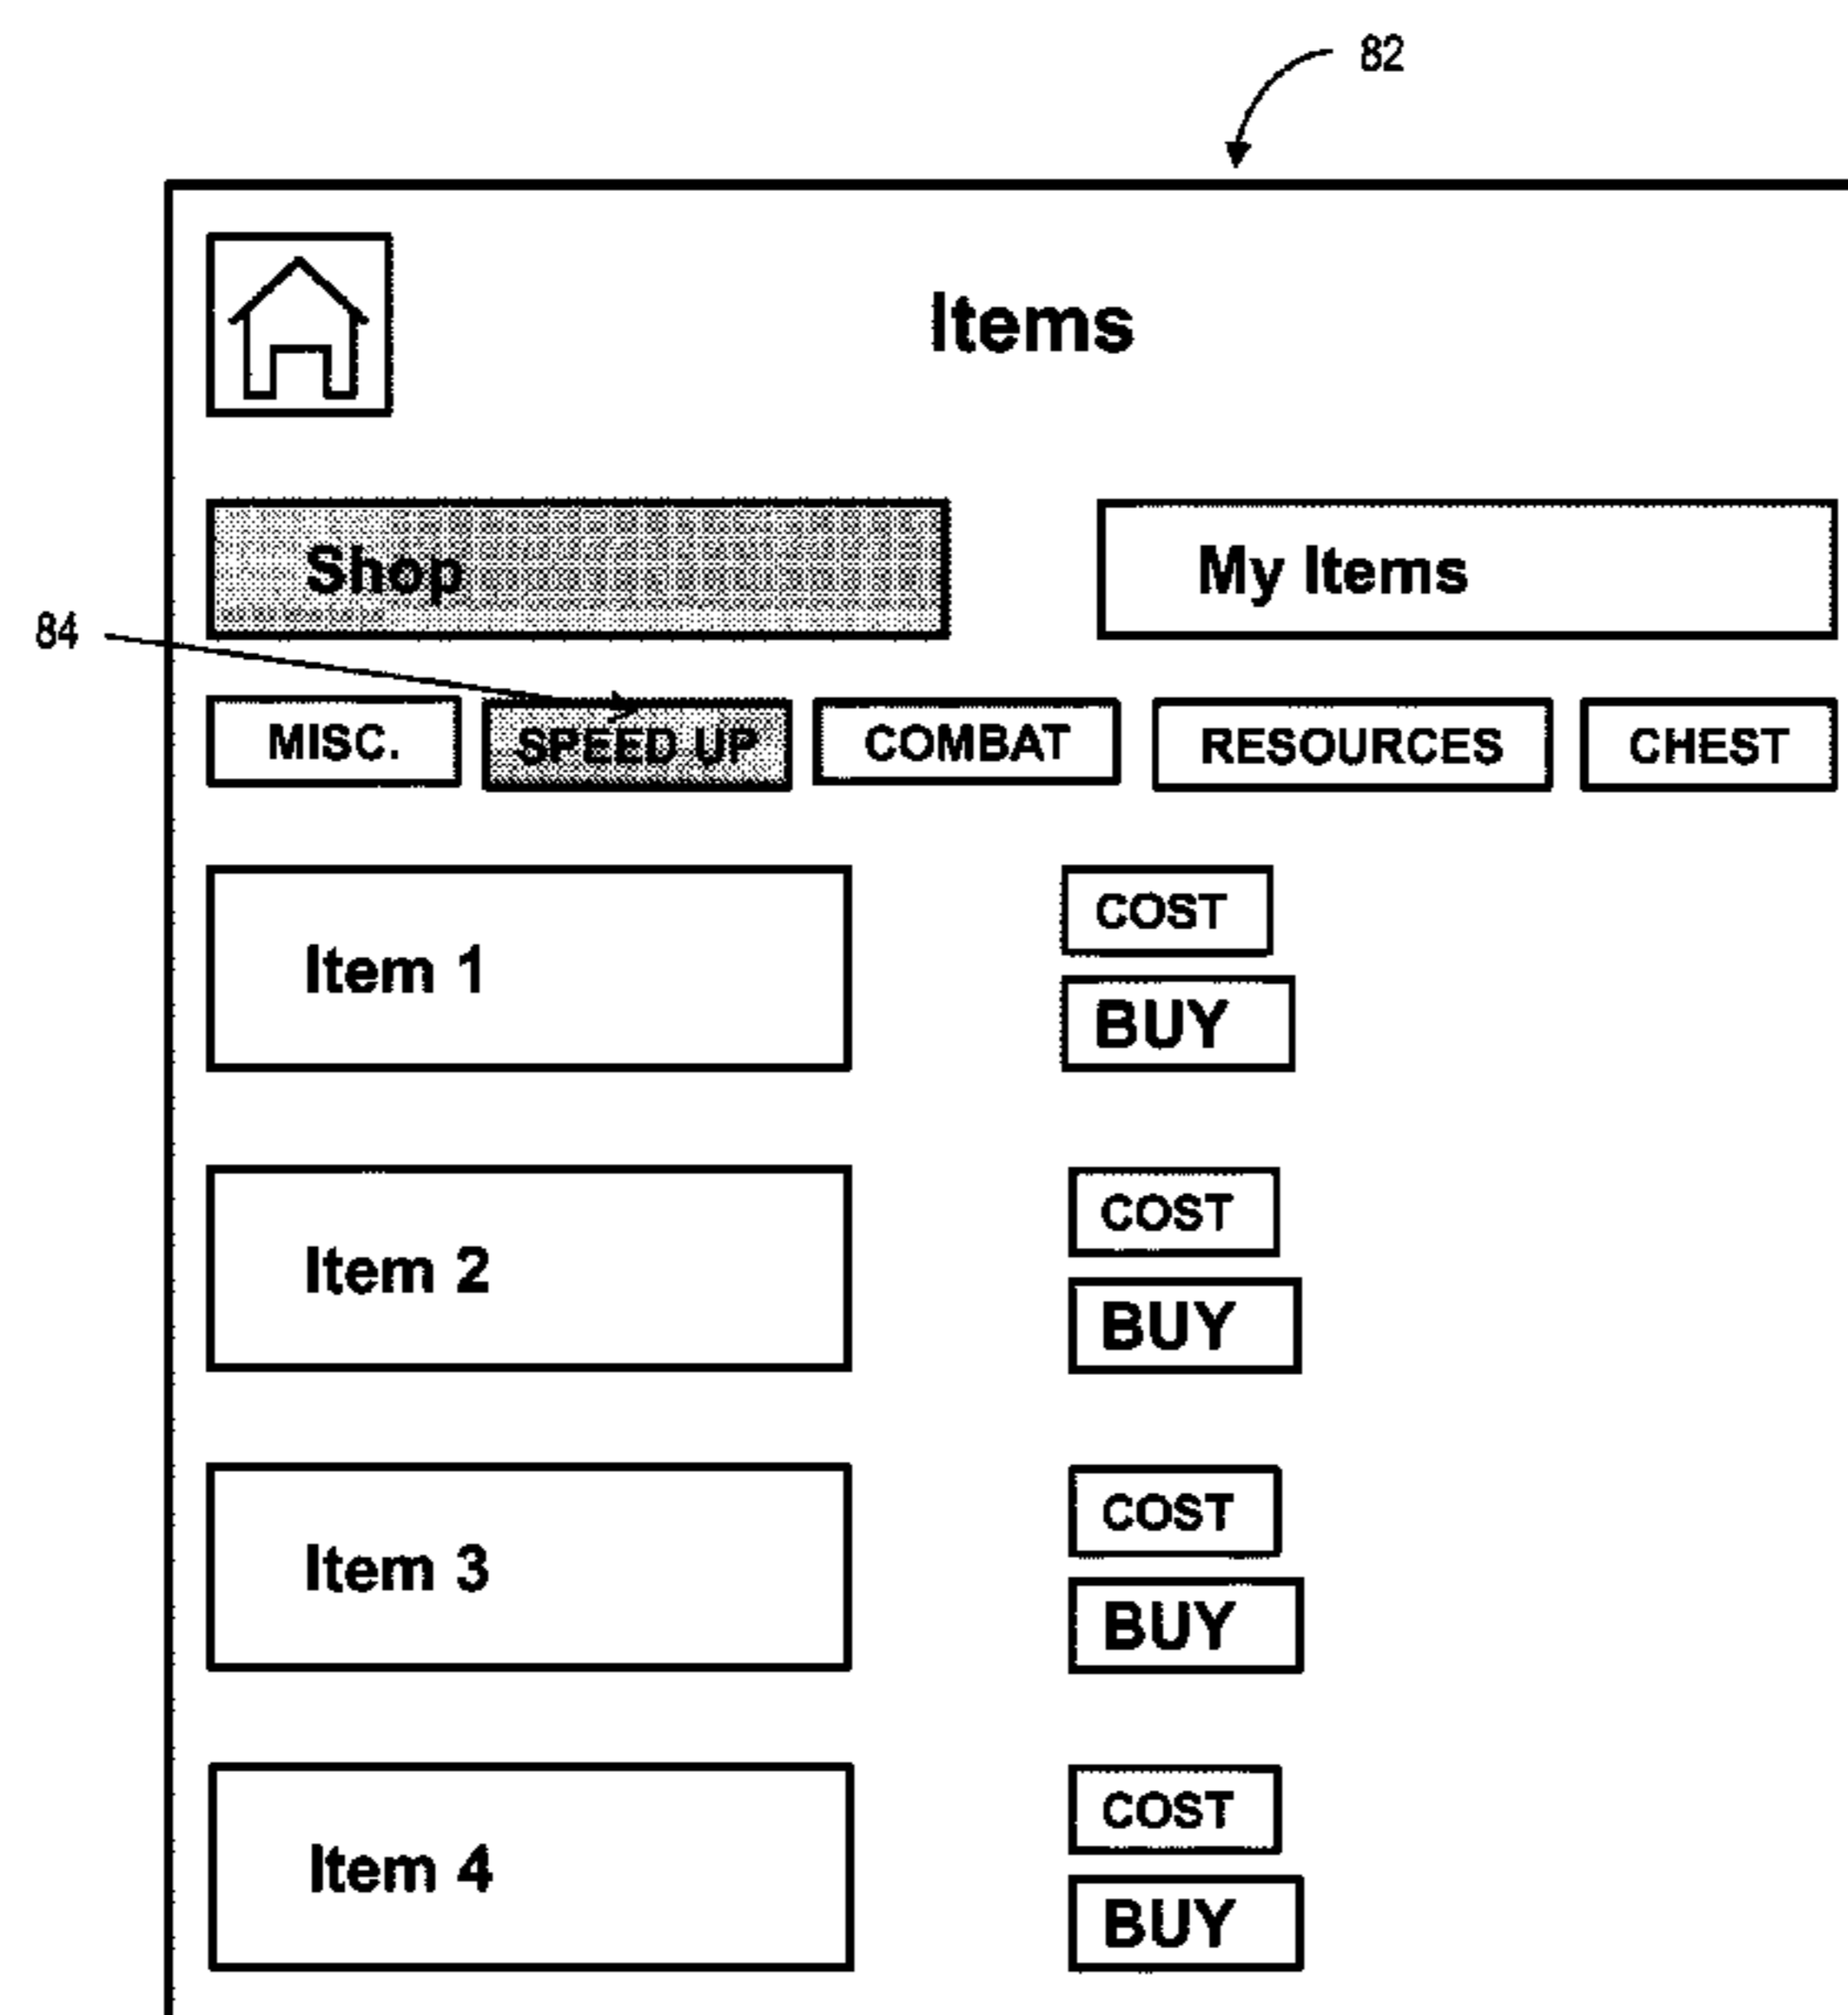 82
Items
Shop My Items
84
MISC. SPEED UP COMBAT RESOURCES CHEST
COST
Item 1
BUY
COST
Item 2
BUY
COST
Item 3
BUY
COST
Item 4
BUY